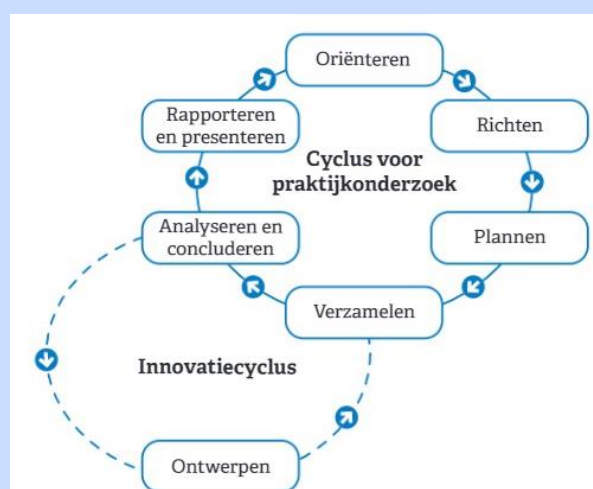 Oriënteren
Rapporteren
en presenteren
Richten
Cyclus voor
praktijkonderzoek
Analyseren en
concluderen
Plannen
Verzamelen
Innovatiecyclus
Ontwerpen